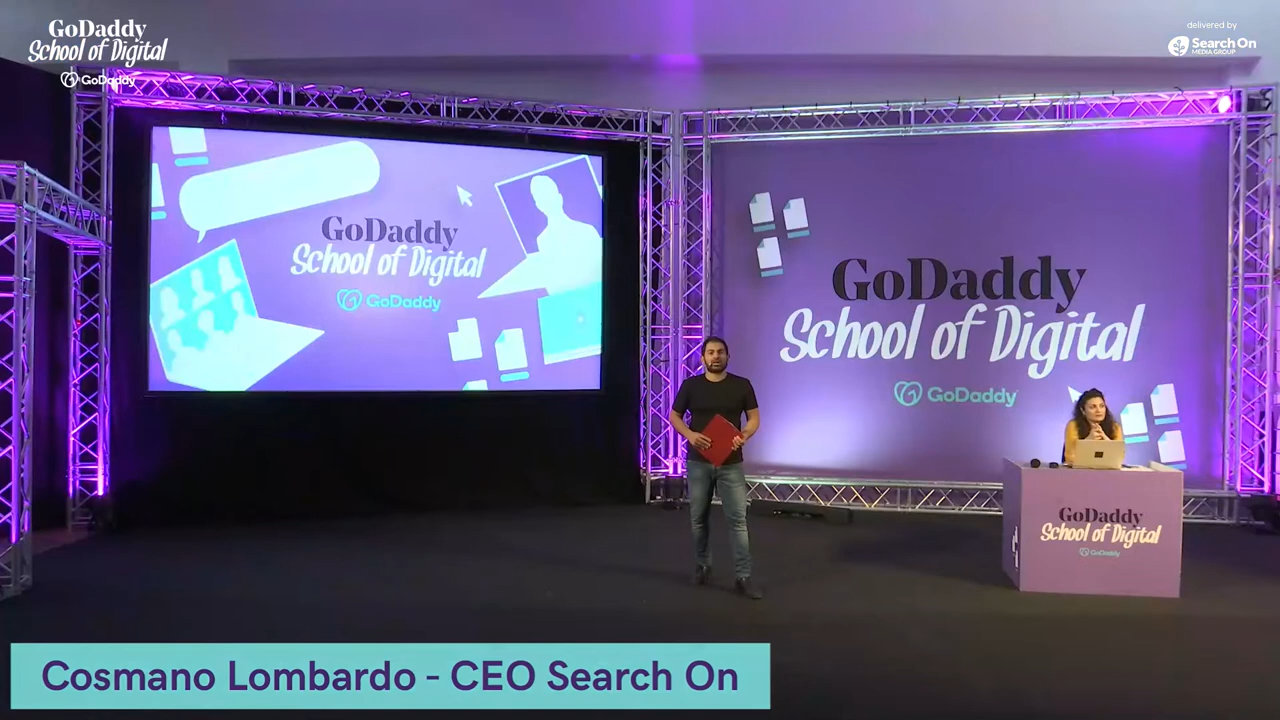 GoDaddy
School of Digital
GoDaddy
delivered by
Search On
MEDIA GROUP
GoDaddy
School of Digital
GoDaddy
GoDaddy
School of Digital
GoDaddy
GoDaddy
School of Digital
GoDaddy
Cosmano Lombardo - CEO Search On